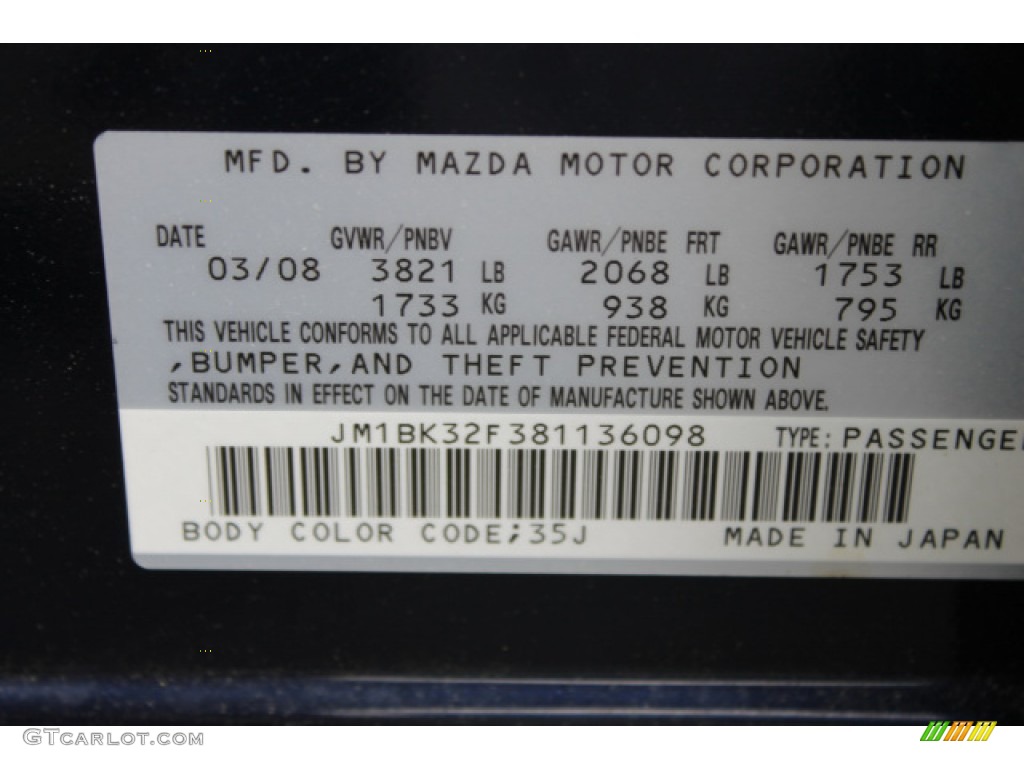 MFD. BY MAZDA MOTOR CORPORATION
DATE GVWR/PNBV GAWR/PNBE FRT GAWR/PNBE RR
03/08 3821 LB 2068 LB 1753 LB
1733 KG 938 KG 795 KG
THIS VEHICLE CONFORMS TO ALL APPLICABLE FEDERAL MOTOR VEHICLE SAFETY
,BUMPER,AND THEFT PREVENTION
STANDARDS IN EFFECT ON THE DATE OF MANUFACTURE SHOWN ABOVE.
JM1BK32F381136098 TYPE: PASSENGE
BODY COLOR CODE;35J MADE IN JAPAN
GTCarlot.com